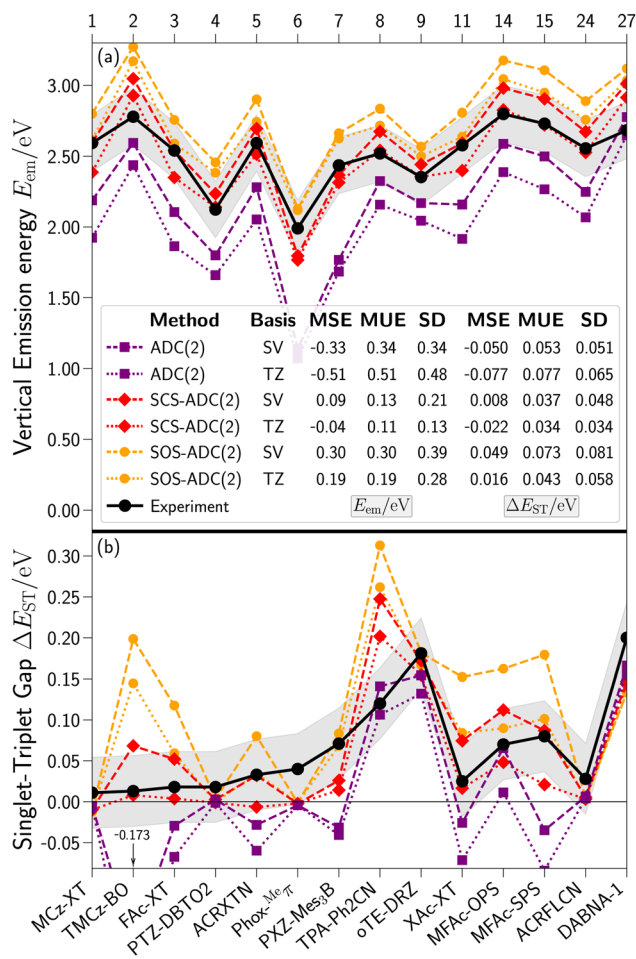 1 2 3 4 5 6 7 8 9 11 14 15 24 27
(a)
Vertical Emission energy E_em/eV
3.00
2.50
2.00
1.50
1.00
0.50
0.00
Method Basis MSE MUE SD MSE MUE SD
ADC(2) SV -0.33 0.34 0.34 -0.050 0.053 0.051
ADC(2) TZ -0.51 0.51 0.48 -0.077 0.077 0.065
SCS-ADC(2) SV 0.09 0.13 0.21 0.008 0.037 0.048
SCS-ADC(2) TZ -0.04 0.11 0.13 -0.022 0.034 0.034
SOS-ADC(2) SV 0.30 0.30 0.39 0.049 0.073 0.081
SOS-ADC(2) TZ 0.19 0.19 0.28 0.016 0.043 0.058
Experiment E_em/eV ΔE_ST/eV
(b)
Singlet-Triplet Gap ΔE_ST/eV
0.30
0.25
0.20
0.15
0.10
0.05
0.00
-0.05
-0.173
MCz-XT
TMCz-BO
FAc-XT
PTZ-DBTO2
ACRXTN
Phox-^Meπ
PXZ-Mes₃B
TPA-Ph2CN
oTE-DRZ
XAc-XT
MFAc-OPS
MFAc-SPS
ACRFLCN
DABNA-1